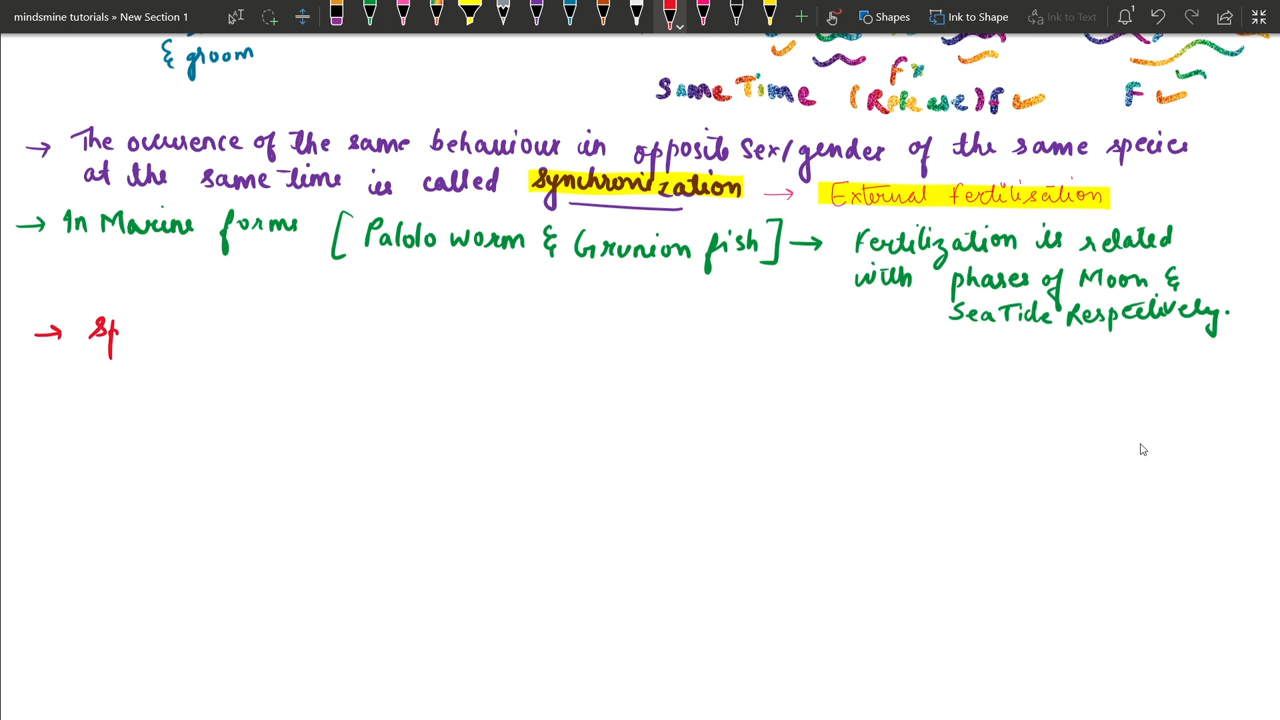 mindsmine tutorials » New Section 1
Shapes
Ink to Shape
Ink to Text
& groom
Same Time (Release)
F
→ The occurence of the same behaviour in opposite sex/gender of the same species
at the same time is called synchronization → External fertilisation
→ In Marine forms [Palolo worm & Grunion fish] → Fertilization is related
with phases of Moon &
Sea Tide Respectively.
→ Sp